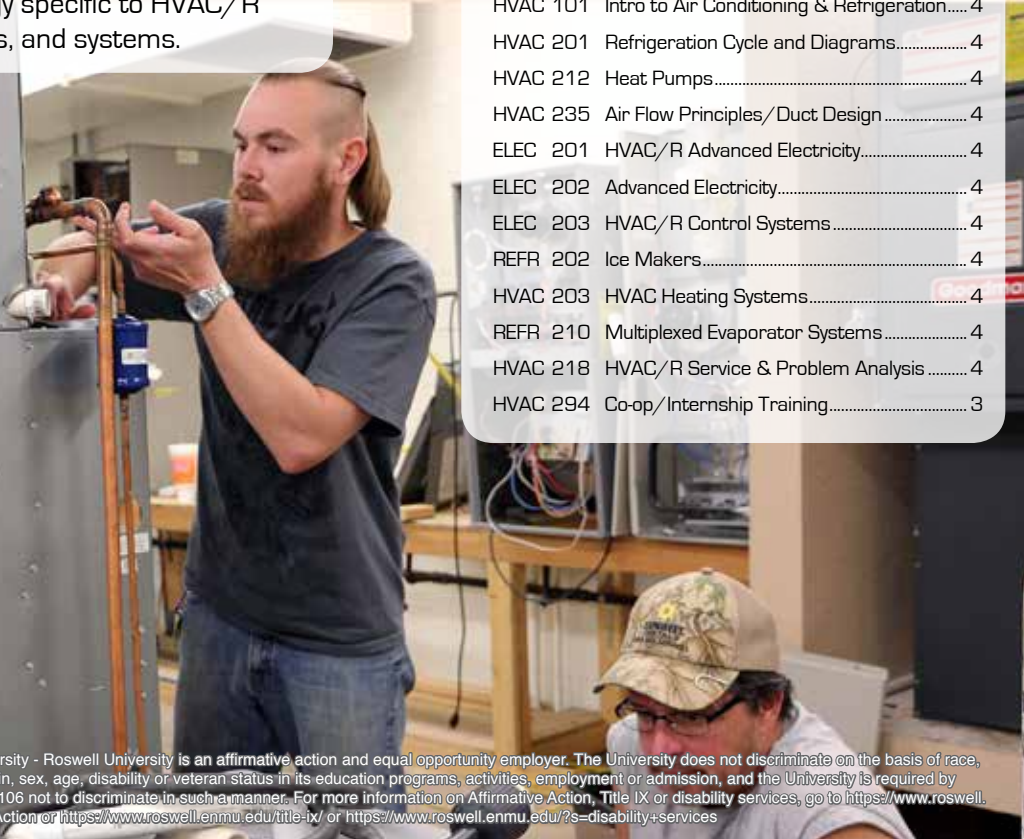 y specific to HVAC/R
s, and systems.
HVAC 101 Intro to Air Conditioning & Refrigeration..... 4
HVAC 201 Refrigeration Cycle and Diagrams.................. 4
HVAC 212 Heat Pumps................................................................ 4
HVAC 235 Air Flow Principles/Duct Design ..................... 4
ELEC 201 HVAC/R Advanced Electricity........................... 4
ELEC 202 Advanced Electricity................................................ 4
ELEC 203 HVAC/R Control Systems .................................. 4
REFR 202 Ice Makers.................................................................. 4
HVAC 203 HVAC Heating Systems........................................ 4
REFR 210 Multiplexed Evaporator Systems ..................... 4
HVAC 218 HVAC/R Service & Problem Analysis .......... 4
HVAC 294 Co-op/Internship Training................................... 3
Goodma
rsity - Roswell University is an affirmative action and equal opportunity employer. The University does not discriminate on the basis of race,
in, sex, age, disability or veteran status in its education programs, activities, employment or admission, and the University is required by
106 not to discriminate in such a manner. For more information on Affirmative Action, Title IX or disability services, go to https://www.roswell.
Action or https://www.roswell.enmu.edu/title-ix/ or https://www.roswell.enmu.edu/?s=disability+services